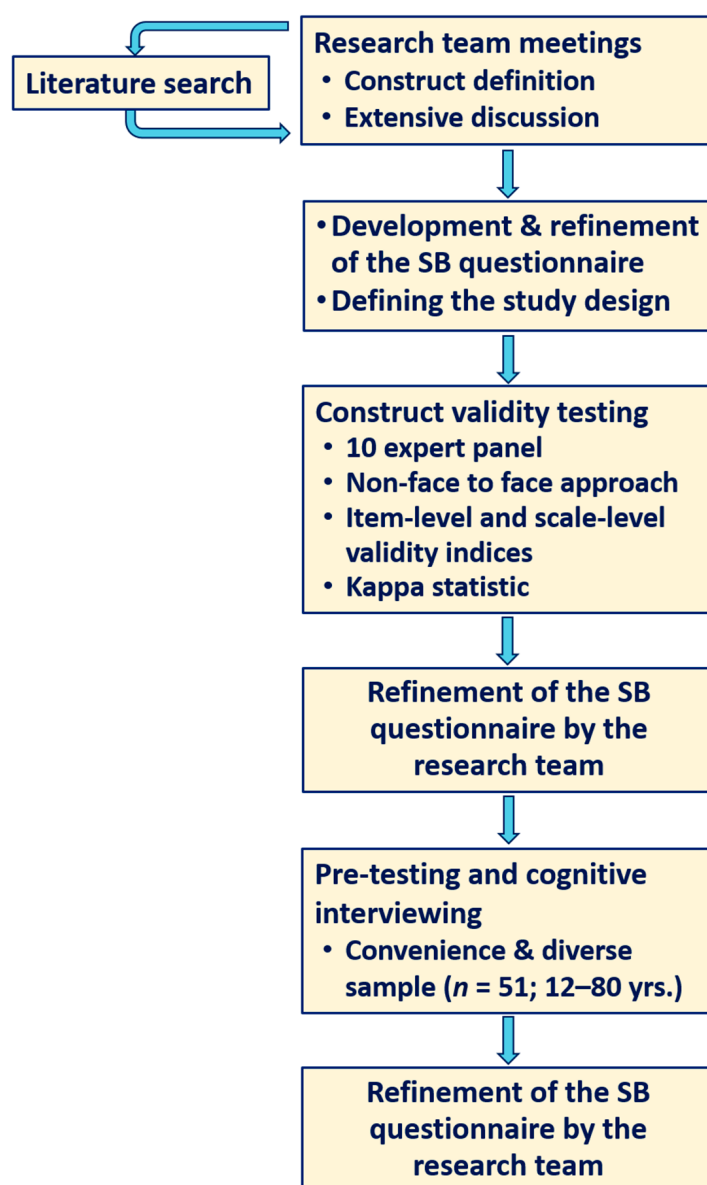 Research team meetings
• Construct definition
• Extensive discussion
Literature search
• Development & refinement
of the SB questionnaire
• Defining the study design
Construct validity testing
• 10 expert panel
• Non-face to face approach
• Item-level and scale-level
validity indices
• Kappa statistic
Refinement of the SB
questionnaire by the
research team
Pre-testing and cognitive
interviewing
• Convenience & diverse
sample (n = 51; 12–80 yrs.)
Refinement of the SB
questionnaire by the
research team